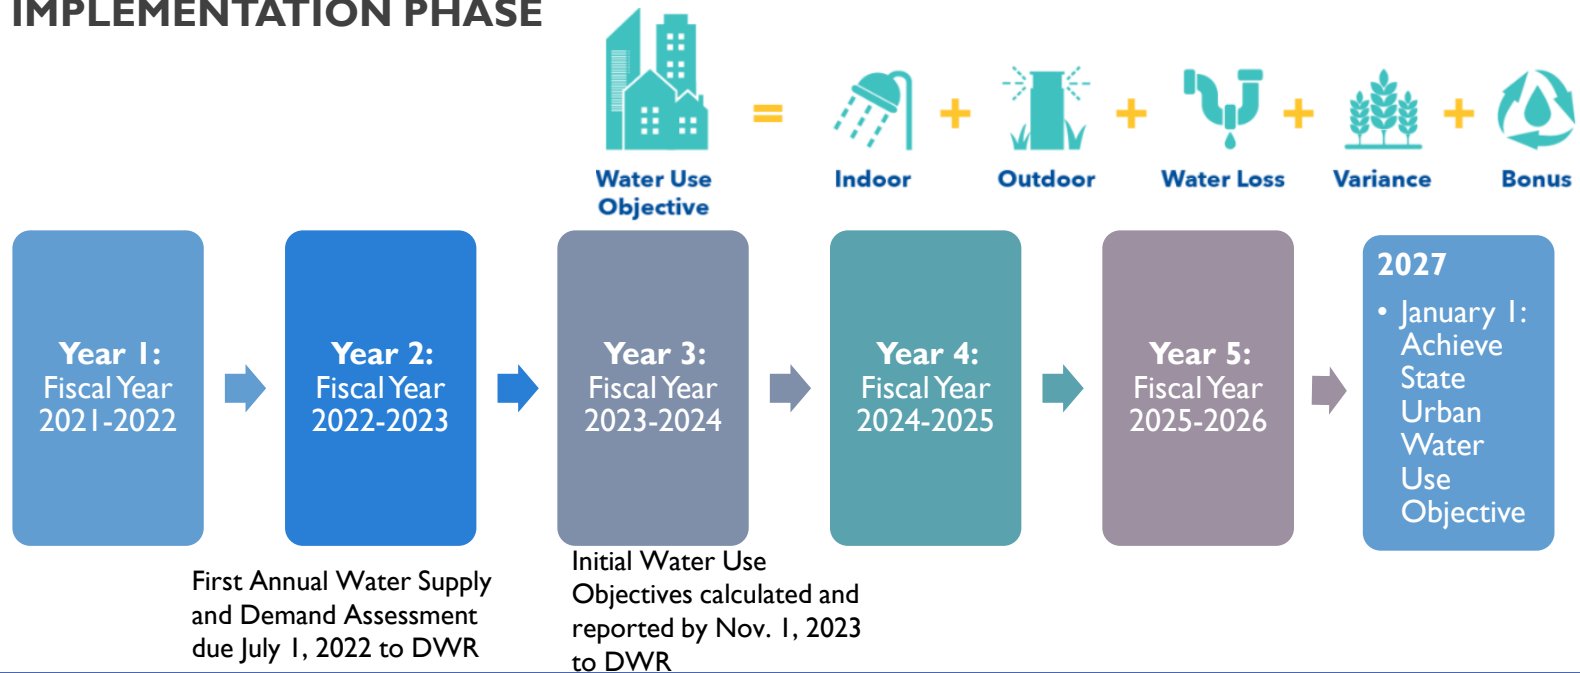 IMPLEMENTATION PHASE
Water Use
Objective
=
Indoor
+
Outdoor
+
Water Loss
+
Variance
+
Bonus
Year 1:
Fiscal Year
2021-2022
Year 2:
Fiscal Year
2022-2023
Year 3:
Fiscal Year
2023-2024
Year 4:
Fiscal Year
2024-2025
Year 5:
Fiscal Year
2025-2026
2027
• January 1:
Achieve
State
Urban
Water
Use
Objective
First Annual Water Supply
and Demand Assessment
due July 1, 2022 to DWR
Initial Water Use
Objectives calculated and
reported by Nov. 1, 2023
to DWR